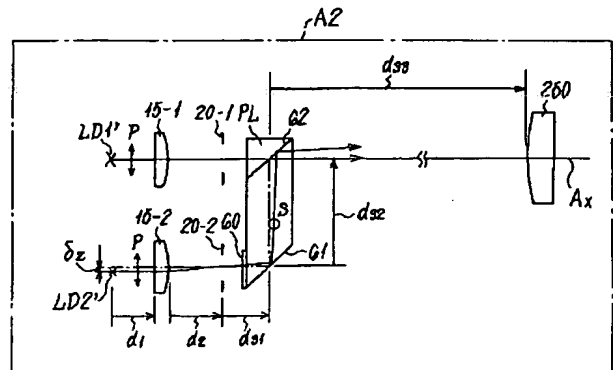 A2
d33
15-1
20-1
PL
62
260
LD1'
P
S
Ax
d32
δz
15-2
20-2
60
P
61
LD2'
d1
d2
d31